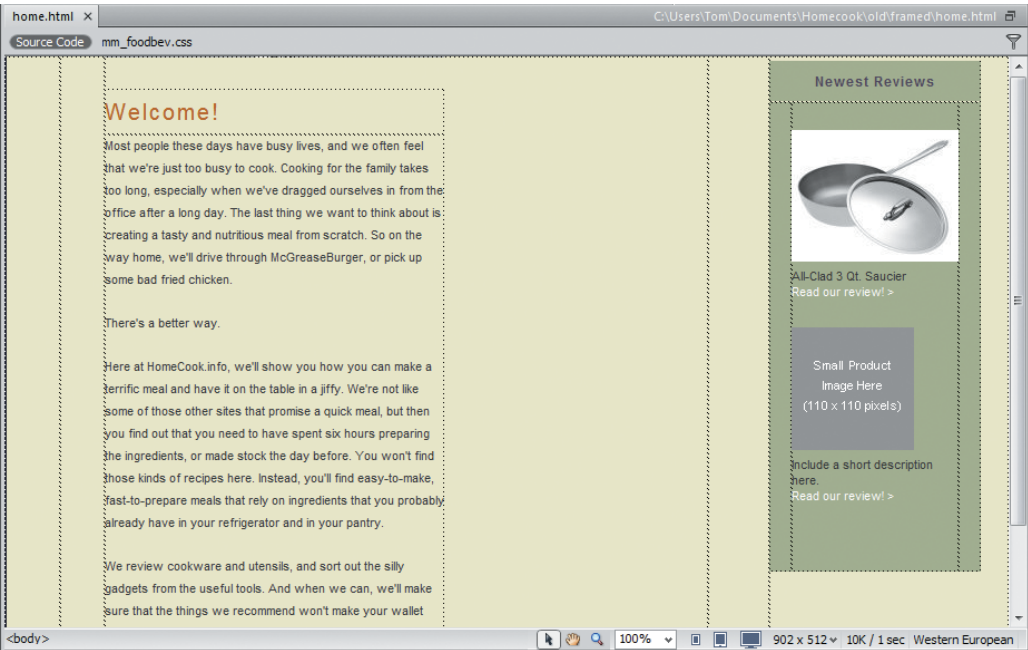 home.html ×
C:\Users\Tom\Documents\Homecook\old\framed\home.html
Source Code mm_foodbev.css
Welcome!
Most people these days have busy lives, and we often feel
that we're just too busy to cook. Cooking for the family takes
too long, especially when we've dragged ourselves in from the
office after a long day. The last thing we want to think about is
creating a tasty and nutritious meal from scratch. So on the
way home, we'll drive through McGreaseBurger, or pick up
some bad fried chicken.
There's a better way.
Here at HomeCook.info, we'll show you how you can make a
terrific meal and have it on the table in a jiffy. We're not like
some of those other sites that promise a quick meal, but then
you find out that you need to have spent six hours preparing
the ingredients, or made stock the day before. You won't find
those kinds of recipes here. Instead, you'll find easy-to-make,
fast-to-prepare meals that rely on ingredients that you probably
already have in your refrigerator and in your pantry.
We review cookware and utensils, and sort out the silly
gadgets from the useful tools. And when we can, we'll make
sure that the things we recommend won't make your wallet
Newest Reviews
All-Clad 3 Qt. Saucier
Read our review! >
Small Product
Image Here
(110 x 110 pixels)
Include a short description
here.
Read our review! >
<body>
100%
902 x 512
10K / 1 sec
Western European